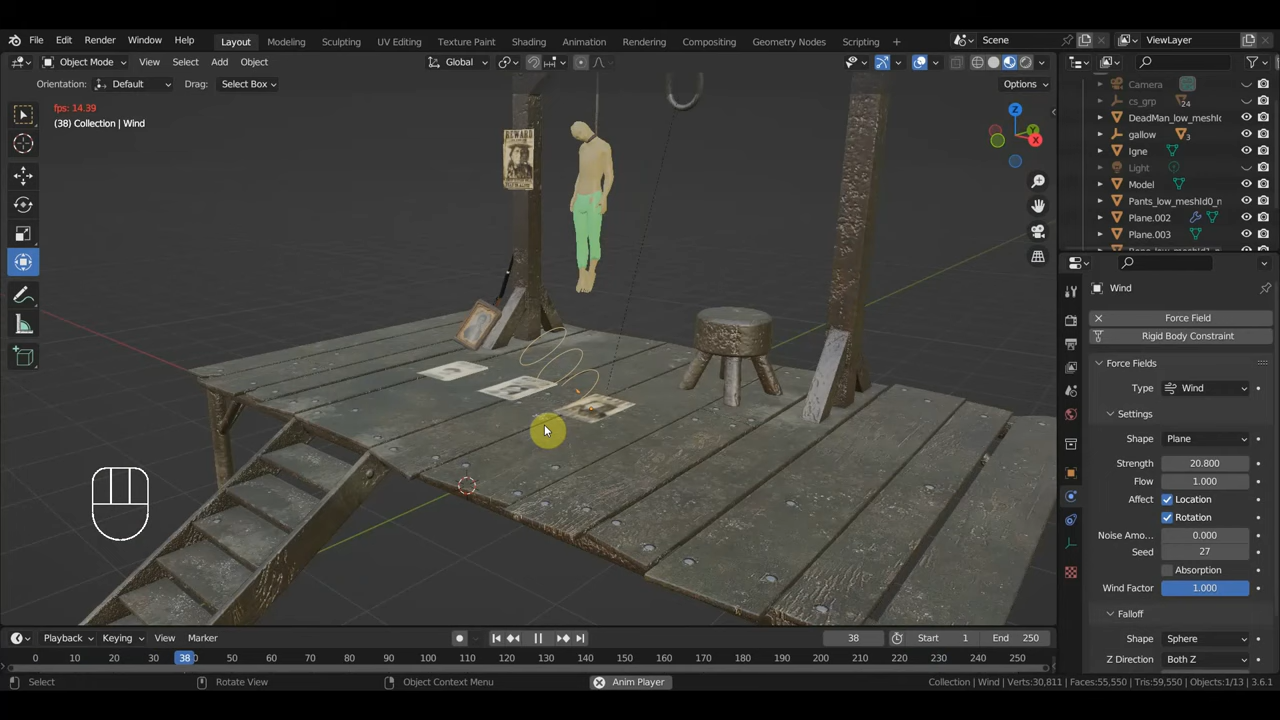 File Edit Render Window Help Layout Modeling Sculpting UV Editing Texture Paint Shading Animation Rendering Compositing Geometry Nodes Scripting + Scene ViewLayer
Object Mode View Select Add Object Global
Orientation: Default Drag: Select Box Options
fps: 14.39
(38) Collection | Wind
REWARD
Z
X
Camera
cs_grp 24
DeadMan_low_meshId
gallow 3
Igne
Light
Model
Pants_low_meshId0_n
Plane.002
Plane.003
Wind
Force Field
Rigid Body Constraint
Force Fields
Type Wind
Settings
Shape Plane
Strength 20.800
Flow 1.000
Affect Location
Rotation
Noise Amo... 0.000
Seed 27
Absorption
Wind Factor 1.000
Falloff
Shape Sphere
Z Direction Both Z
Playback Keying View Marker 38 Start 1 End 250
0 10 20 30 38 50 60 70 80 90 100 110 120 130 140 150 160 170 180 190 200 210 220 230 240 250
Select Rotate View Object Context Menu Anim Player Collection | Wind | Verts:30,811 | Faces:55,550 | Tris:59,550 | Objects:1/13 | 3.6.1